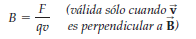 B = F/qv (válida sólo cuando v⃗
es perpendicular a B⃗)